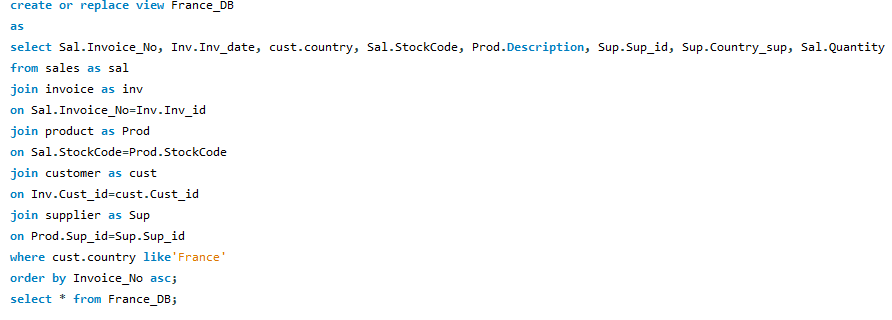 create or replace view France_DB
as
select Sal.Invoice_No, Inv.Inv_date, cust.country, Sal.StockCode, Prod.Description, Sup.Sup_id, Sup.Country_sup, Sal.Quantity
from sales as sal
join invoice as inv
on Sal.Invoice_No=Inv.Inv_id
join product as Prod
on Sal.StockCode=Prod.StockCode
join customer as cust
on Inv.Cust_id=cust.Cust_id
join supplier as Sup
on Prod.Sup_id=Sup.Sup_id
where cust.country like'France'
order by Invoice_No asc;
select * from France_DB;